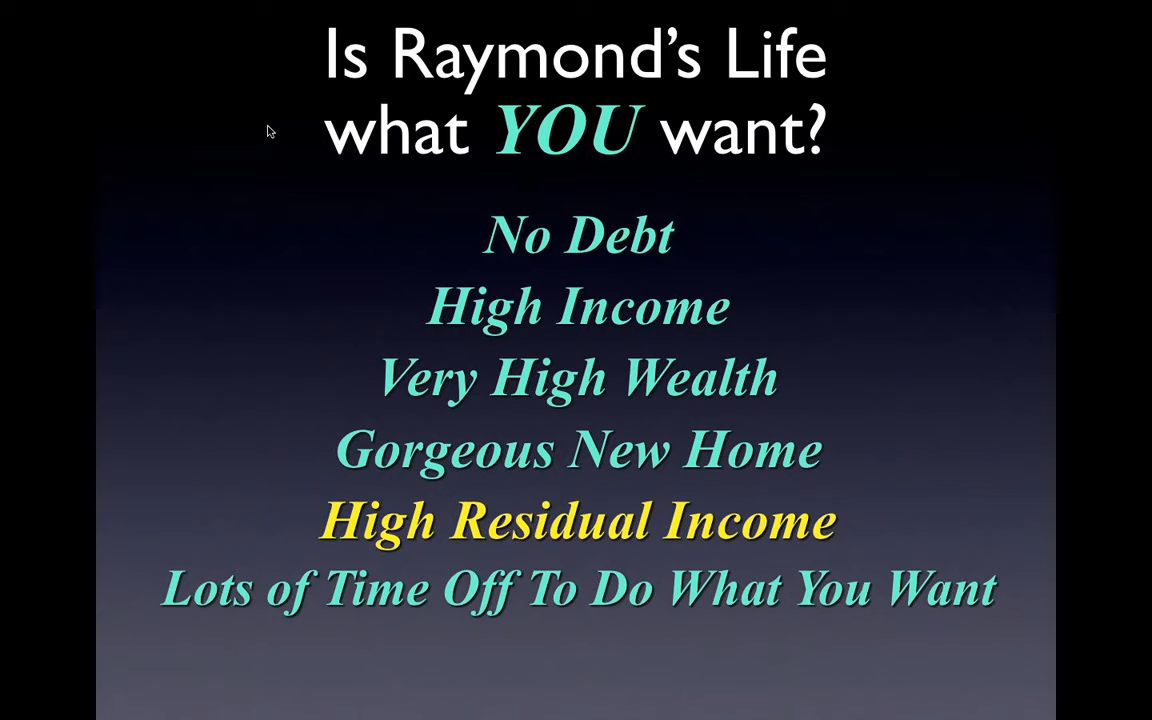 Is Raymond’s Life
what YOU want?
No Debt
High Income
Very High Wealth
Gorgeous New Home
High Residual Income
Lots of Time Off To Do What You Want